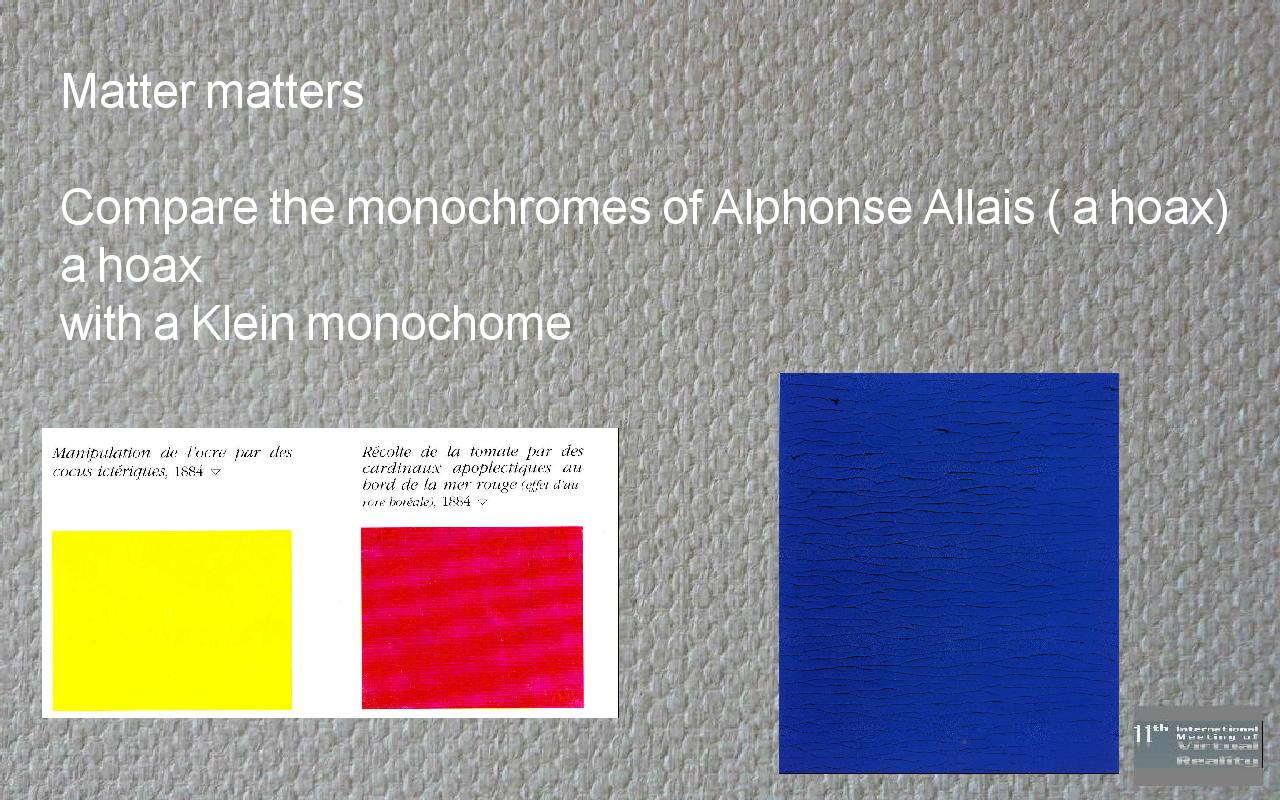 Matter matters
Compare the monochromes of Alphonse Allais ( a hoax)
a hoax
with a Klein monochome
Manipulation de l'ocre par des
cocus ictériques, 1884
Récolte de la tomate par des
cardinaux apoplectiques au
bord de la mer rouge (effet d'au
rore boréale), 1884
11th International
Meeting of
Virtual
Reality